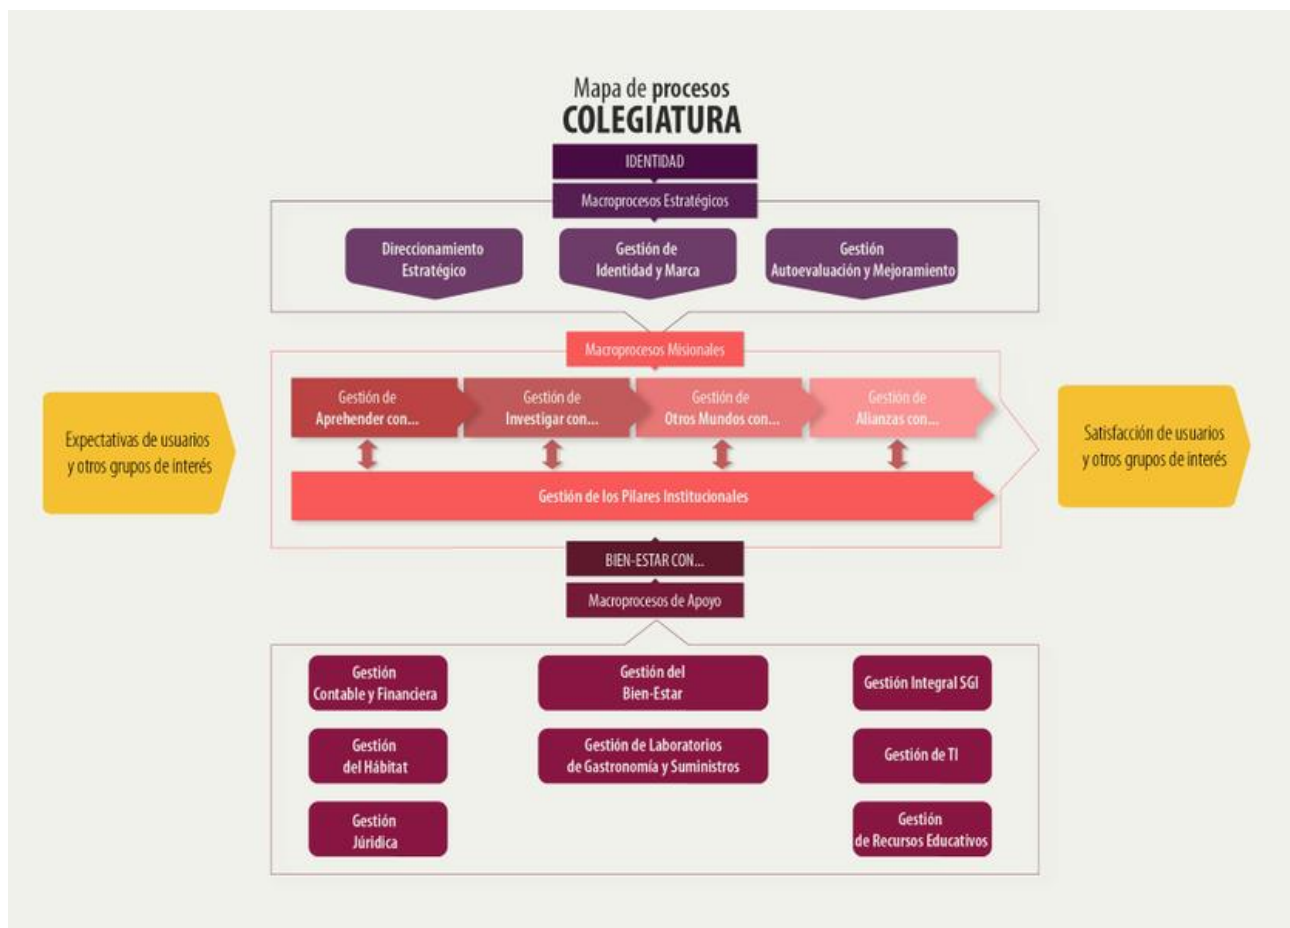 Mapa de procesos
COLEGIATURA
IDENTIDAD
Macroprocesos Estratégicos
Direccionamiento
Estratégico
Gestión de
Identidad y Marca
Gestión
Autoevaluación y Mejoramiento
Macroprocesos Misionales
Gestión de
Aprehender con...
Gestión de
Investigar con...
Gestión de
Otros Mundos con...
Gestión de
Alianzas con...
Expectativas de usuarios
y otros grupos de interés
Satisfacción de usuarios
y otros grupos de interés
Gestión de los Pilares Institucionales
BIEN-ESTAR CON...
Macroprocesos de Apoyo
Gestión
Contable y Financiera
Gestión del
Bien-Estar
Gestión Integral SGI
Gestión
del Hábitat
Gestión de Laboratorios
de Gastronomía y Suministros
Gestión de TI
Gestión
Júridica
Gestión
de Recursos Educativos